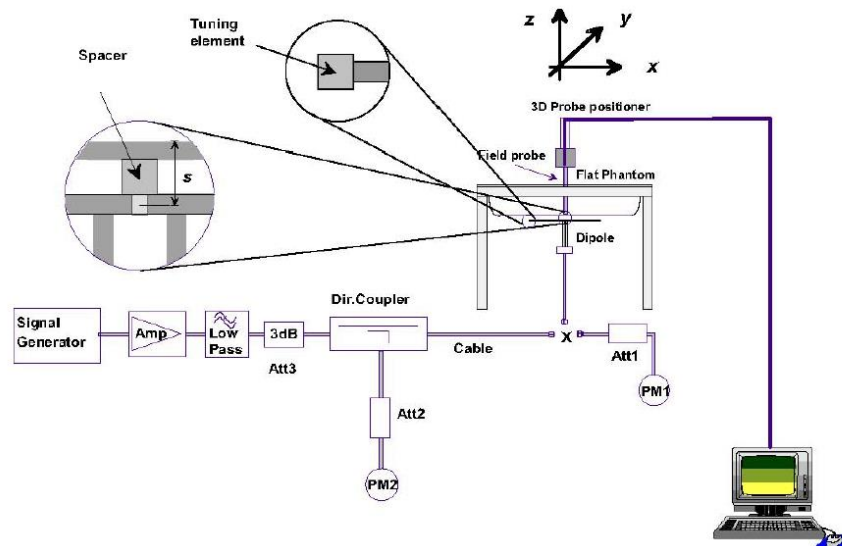 Tuning
element
Spacer
s
z
y
x
3D Probe positioner
Field probe
Flat Phantom
Dipole
Dir.Coupler
Signal
Generator
Amp
Low
Pass
3dB
Att3
Cable
X
Att1
PM1
Att2
PM2